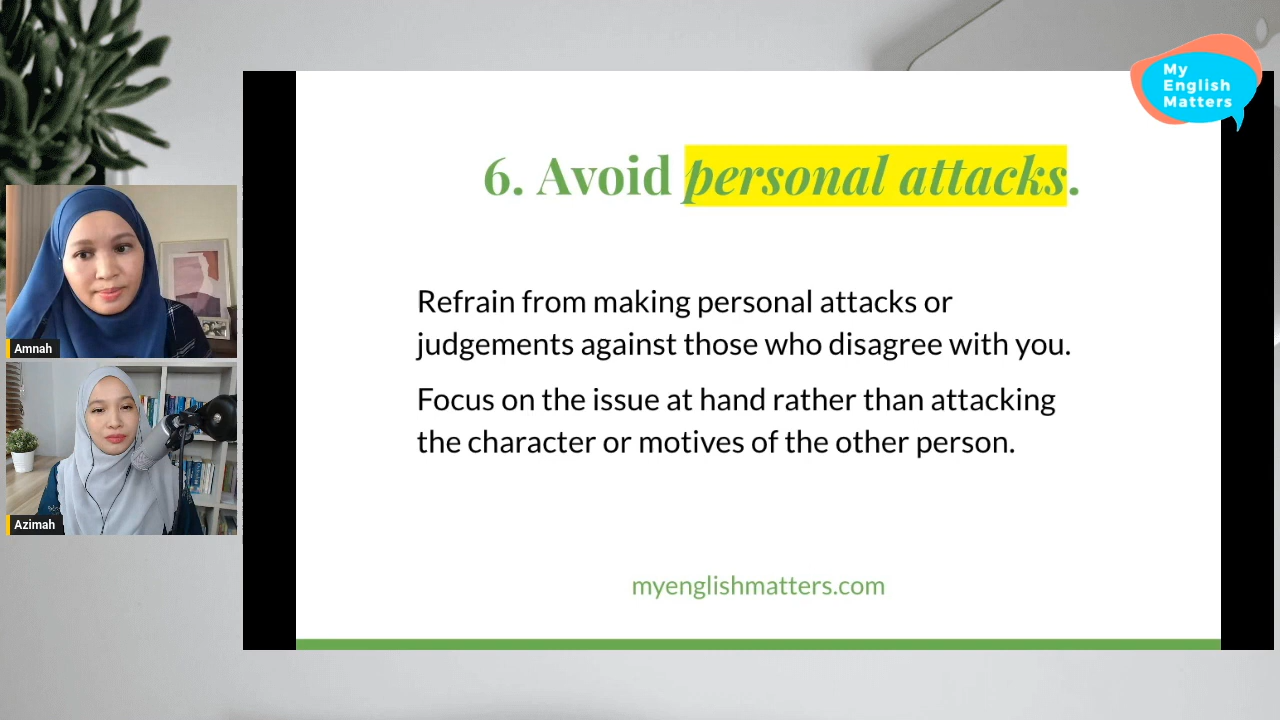 My
English
Matters
6. Avoid personal attacks.
Refrain from making personal attacks or
judgements against those who disagree with you.
Focus on the issue at hand rather than attacking
the character or motives of the other person.
myenglishmatters.com
Amnah
Azimah